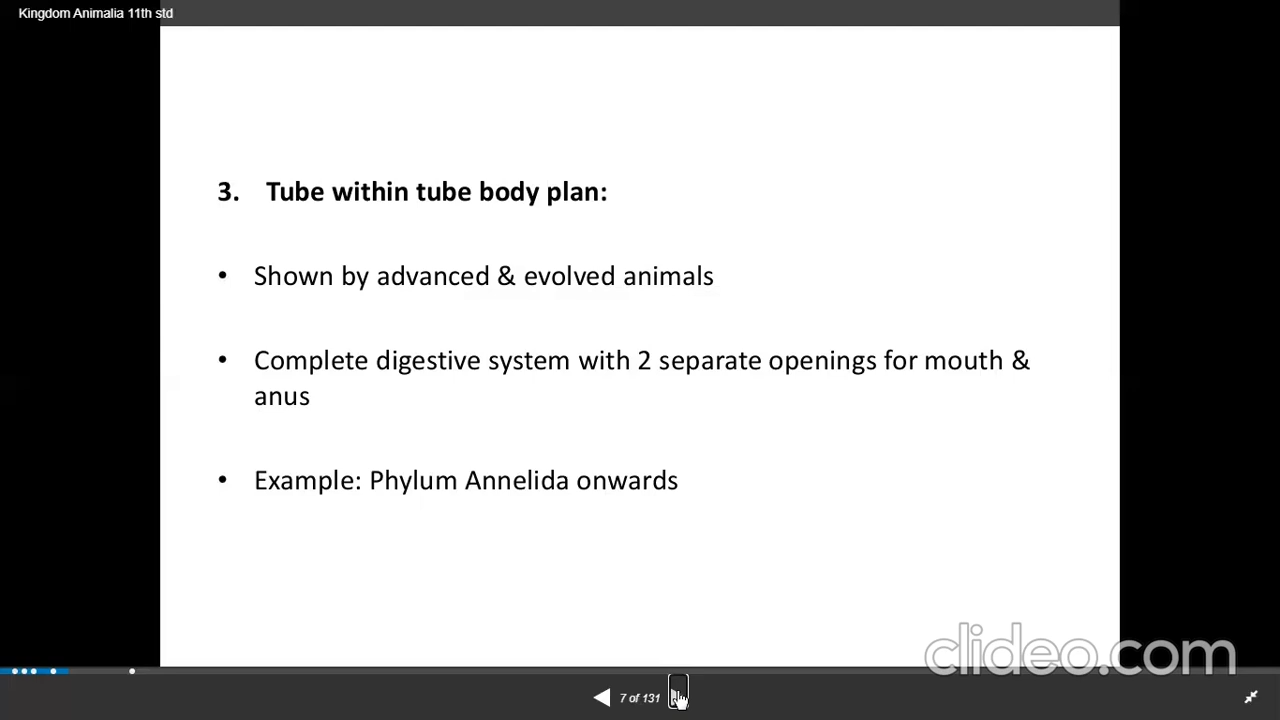 Kingdom Animalia 11th std
3. Tube within tube body plan:
• Shown by advanced & evolved animals
• Complete digestive system with 2 separate openings for mouth &
anus
• Example: Phylum Annelida onwards
clideo.com
7 of 131